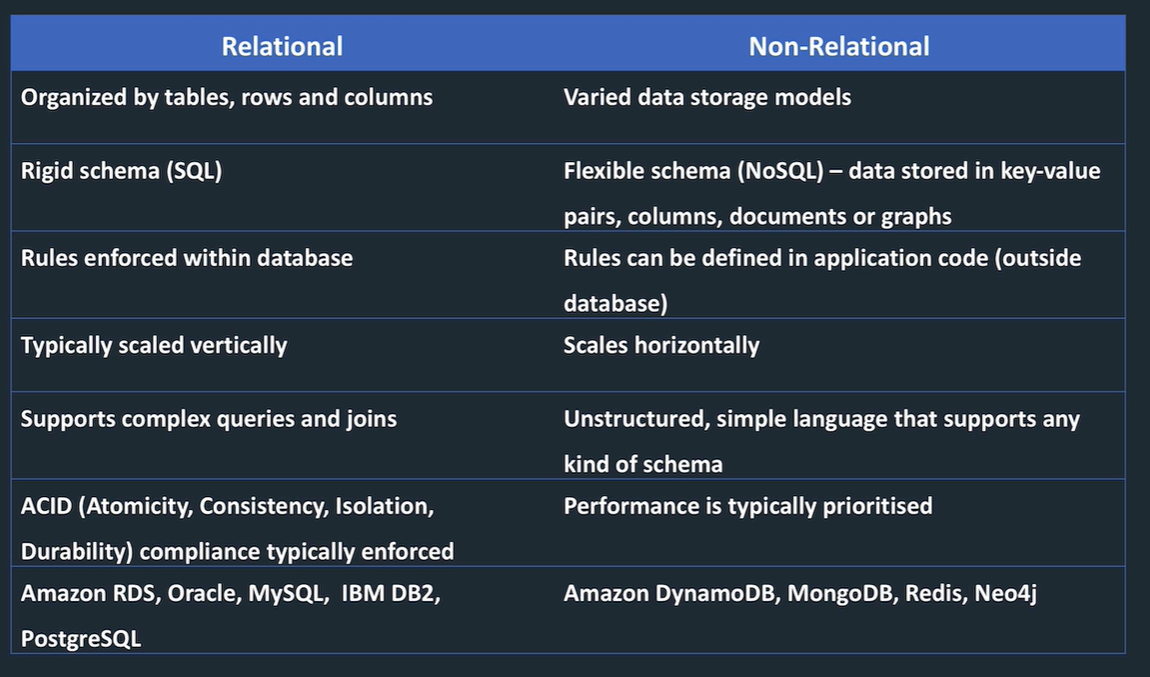 Relational
Non-Relational
Organized by tables, rows and columns
Varied data storage models
Rigid schema (SQL)
Flexible schema (NoSQL) – data stored in key-value
pairs, columns, documents or graphs
Rules enforced within database
Rules can be defined in application code (outside
database)
Typically scaled vertically
Scales horizontally
Supports complex queries and joins
Unstructured, simple language that supports any
kind of schema
ACID (Atomicity, Consistency, Isolation,
Durability) compliance typically enforced
Performance is typically prioritised
Amazon RDS, Oracle, MySQL,  IBM DB2,
PostgreSQL
Amazon DynamoDB, MongoDB, Redis, Neo4j